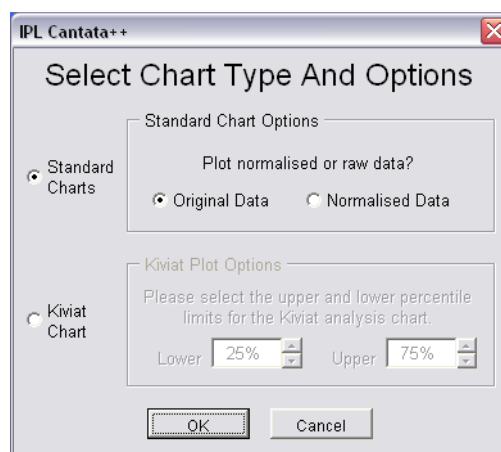 IPL Cantata++
Select Chart Type And Options
Standard Chart Options
Plot normalised or raw data?
Standard
Charts
Original Data
Normalised Data
Kiviat Plot Options
Please select the upper and lower percentile
limits for the Kiviat analysis chart.
Kiviat
Chart
Lower 25% Upper 75%
OK Cancel